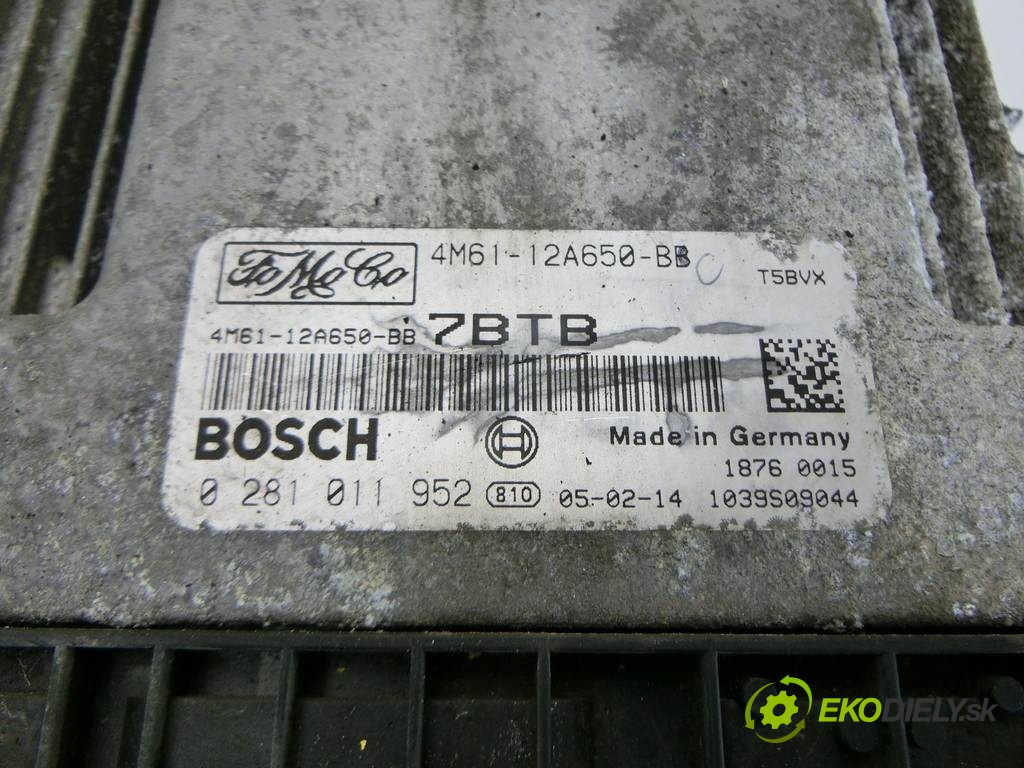 FoMoCo 4M61-12A650-BB C T5BVX
4M61-12A650-BB 7BTB
BOSCH Made in Germany
1876 0015
0 281 011 952 810 05-02-14 1039S09044
EKODIELY.sk